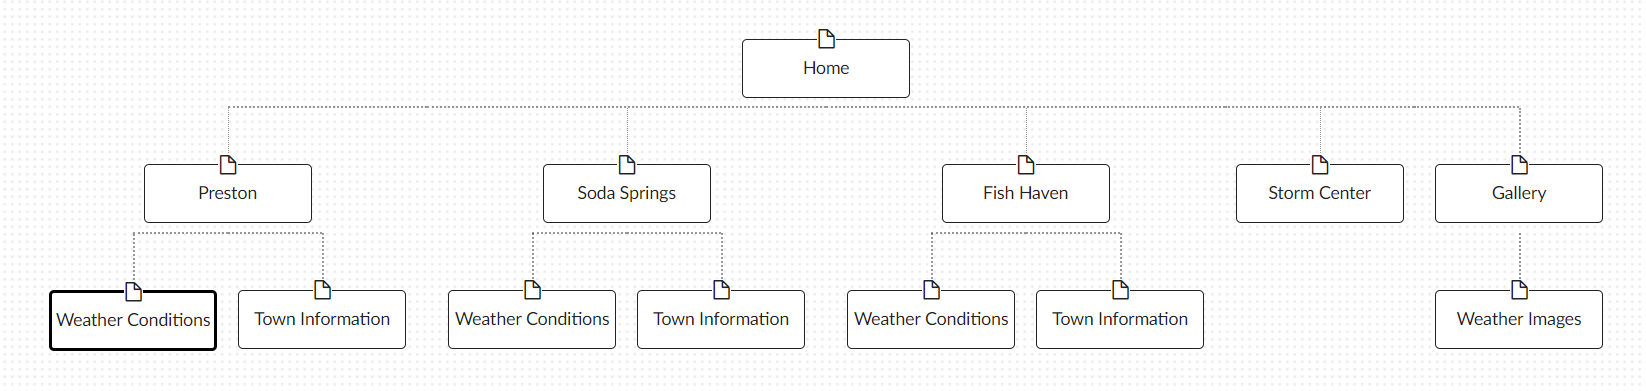 Home
Preston
Soda Springs
Fish Haven
Storm Center
Gallery
Weather Conditions
Town Information
Weather Conditions
Town Information
Weather Conditions
Town Information
Weather Images